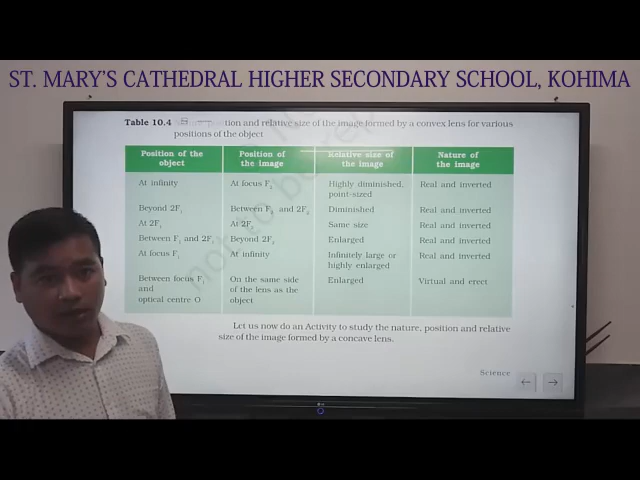 ST. MARY'S CATHEDRAL HIGHER SECONDARY SCHOOL, KOHIMA
Table 10.4 tion and relative size of the image formed by a convex lens for various
positions of the object
Position of the object | Position of the image | Relative size of the image | Nature of the image
At infinity | At focus F₂ | Highly diminished, point-sized | Real and inverted
Beyond 2F₁ | Between F₂ and 2F₂ | Diminished | Real and inverted
At 2F₁ | At 2F₂ | Same size | Real and inverted
Between F₁ and 2F₁ | Beyond 2F₂ | Enlarged | Real and inverted
At focus F₁ | At infinity | Infinitely large or highly enlarged | Real and inverted
Between focus F₁ and optical centre O | On the same side of the lens as the object | Enlarged | Virtual and erect
Let us now do an Activity to study the nature, position and relative
size of the image formed by a concave lens.
Science
not to be rep